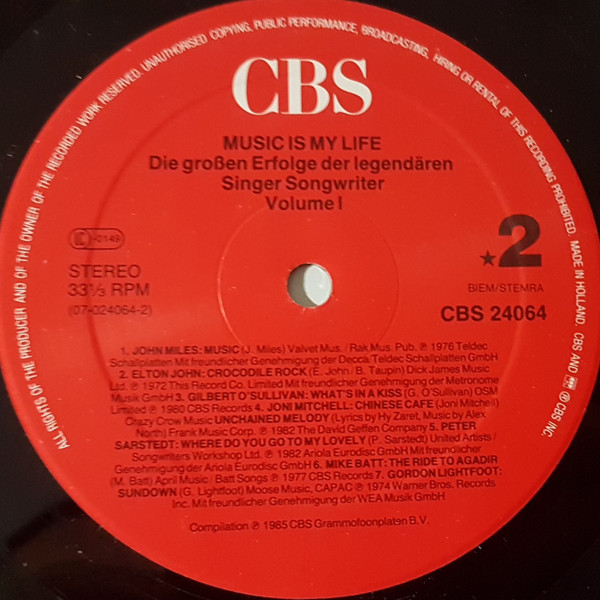 ALL RIGHTS OF THE PRODUCER AND OF THE OWNER OF THE RECORDED WORK RESERVED. UNAUTHORISED COPYING, PUBLIC PERFORMANCE, BROADCASTING, HIRING OR RENTAL OF THIS RECORDING PROHIBITED. MADE IN HOLLAND. CBS AND ® CBS INC.
CBS
MUSIC IS MY LIFE
Die großen Erfolge der legendären
Singer Songwriter
Volume I
LC-0149
STEREO
33⅓ RPM
(07-024064-2)
★2
BIEM/STEMRA
CBS 24064
1. JOHN MILES: MUSIC (J. Miles) Valvet Mus. / Rak Mus. Pub. ℗ 1976 Teldec
Schallplatten Mit freundlicher Genehmigung der Decca/Teldec Schallplatten GmbH
2. ELTON JOHN: CROCODILE ROCK (E. John / B. Taupin) Dick James Music
Ltd ℗ 1972 This Record Co. Limited Mit freundlicher Genehmigung der Metronome
Musik GmbH 3. GILBERT O'SULLIVAN: WHAT'S IN A KISS (G. O'Sullivan) OSM
Limited ℗ 1980 CBS Records 4. JONI MITCHELL: CHINESE CAFE (Joni Mitchell)
Crazy Crow Music UNCHAINED MELODY (Lyrics by Hy Zaret, Music by Alex
North) Frank Music Corp. ℗ 1982 The David Geffen Company 5. PETER
SARSTEDT: WHERE DO YOU GO TO MY LOVELY (P. Sarstedt) United Artists /
Songwriters Workshop Ltd. ℗ 1982 Ariola Eurodisc GmbH Mit freundlicher
Genehmigung der Ariola Eurodisc GmbH 6. MIKE BATT: THE RIDE TO AGADIR
(M. Batt) April Music / Batt Songs ℗ 1977 CBS Records 7. GORDON LIGHTFOOT:
SUNDOWN (G. Lightfoot) Moose Music, CAPAC ℗ 1974 Warner Bros. Records
Inc. Mit freundlicher Genehmigung der WEA Musik GmbH
Compilation ℗ 1985 CBS Grammofoonplaten B.V.